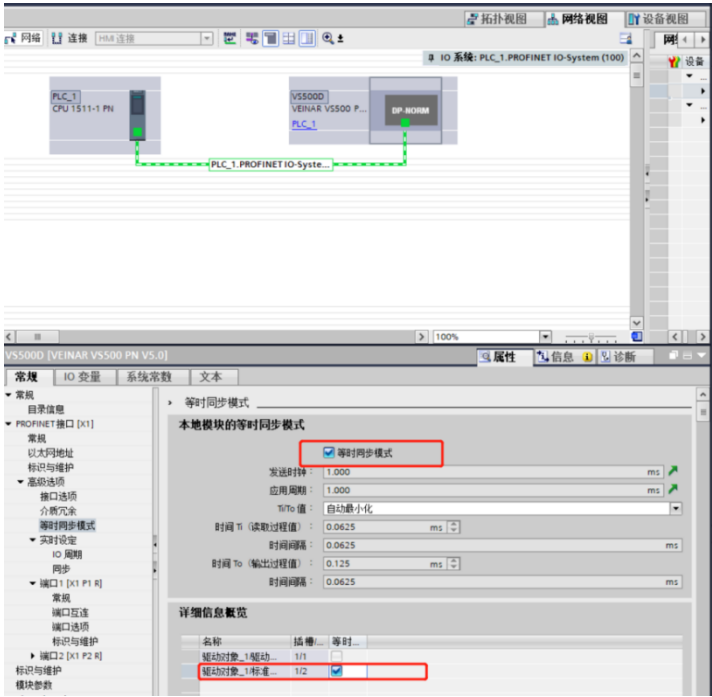 拓扑视图 网络视图 设备视图
网络 连接 HMI 连接
IO 系统: PLC_1.PROFINET IO-System (100)
设备
PLC_1
CPU 1511-1 PN
VS500D
VEINAR VS500 P...
PLC_1
DP-NORM
PLC_1.PROFINET IO-Syste...
100%
VS500D [VEINAR VS500 PN V5.0]
属性 信息 诊断
常规 IO 变量 系统常数 文本
常规
目录信息
PROFINET接口 [X1]
常规
以太网地址
标识与维护
高级选项
接口选项
介质冗余
等时同步模式
实时设定
IO 周期
同步
端口1 [X1 P1 R]
常规
端口互连
端口选项
标识与维护
端口2 [X1 P2 R]
标识与维护
模块参数
等时同步模式
本地模块的等时同步模式
等时同步模式
发送时钟： 1.000 ms
应用周期： 1.000 ms
Ti/To 值： 自动最小化
时间 Ti（读取过程值）： 0.0625 ms
时间间隔： 0.0625 ms
时间 To（输出过程值）： 0.125 ms
时间间隔： 0.0625 ms
详细信息概览
名称 插槽/... 等时...
驱动对象_1\驱动... 1/1
驱动对象_1\标准... 1/2